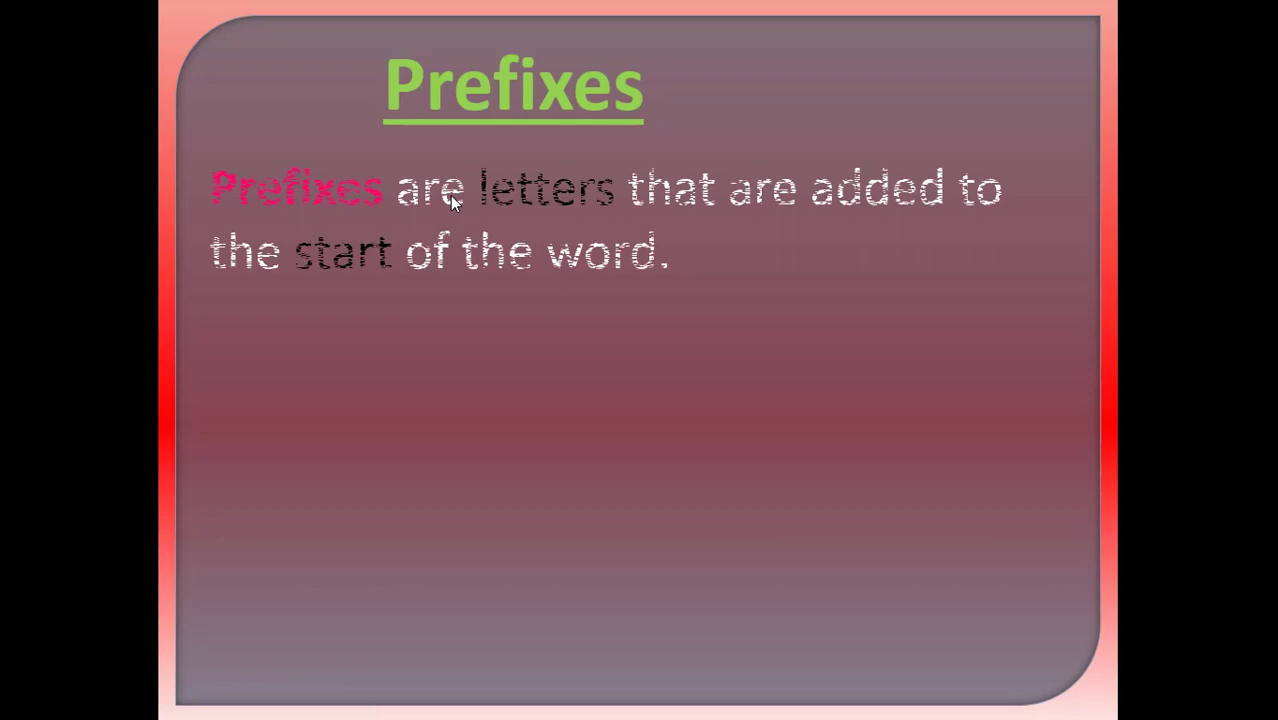 Prefixes
Prefixes are letters that are added to
the start of the word.